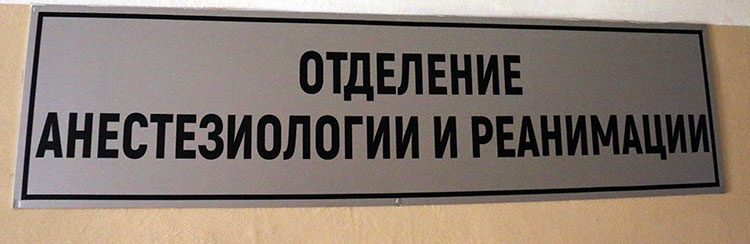 ОТДЕЛЕНИЕ
АНЕСТЕЗИОЛОГИИ И РЕАНИМАЦИИ